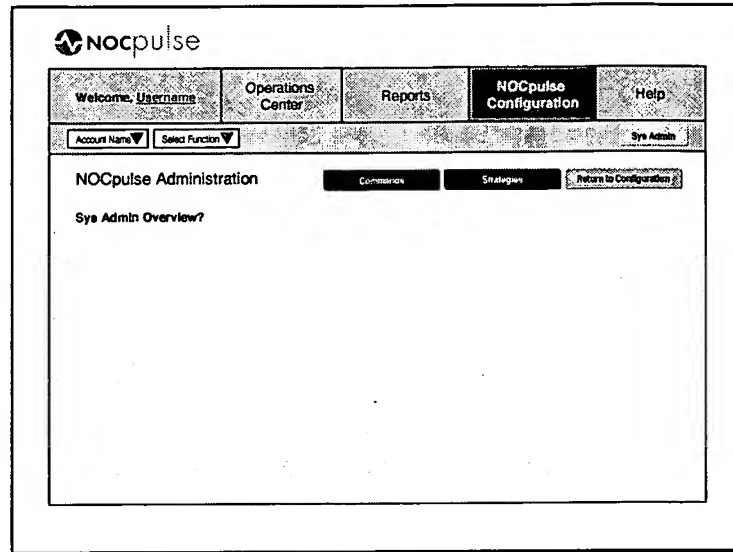 NOCpulse
Welcome, Username
Operations Center
Reports
NOCpulse Configuration
Help
Account Name
Select Function
Sys Admin
NOCpulse Administration
Commands
Strategies
Return to Configuration
Sys Admin Overview?